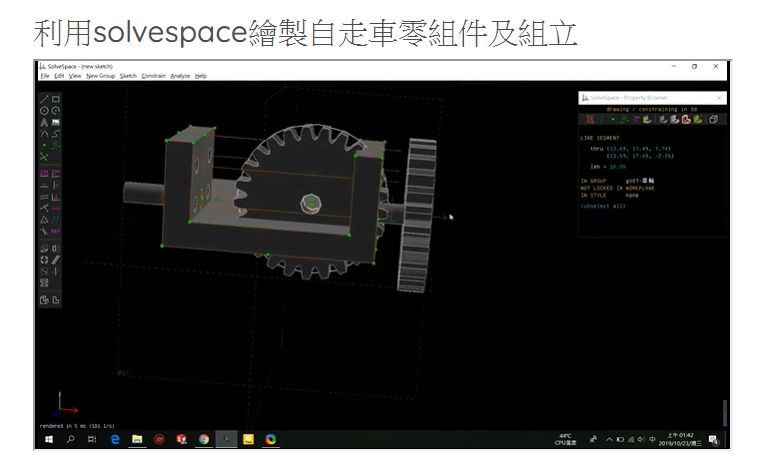 利用solvespace繪製自走車零組件及組立
SolveSpace - (new sketch)
File Edit View New Group Sketch Constrain Analyze Help
SolveSpace - Property Browser
drawing / constraining in 3d
LINE SEGMENT
thru (13.69, 17.49, 7.74)
(13.69, 17.49, -2.26)
len = 10.00
IN GROUP g007-車輪
NOT LOCKED IN WORKPLANE
IN STYLE none
[unselect all]
rendered in 5 ms (181 1/s)
44°C
CPU溫度
中
上午 01:42
2019/10/23/週三